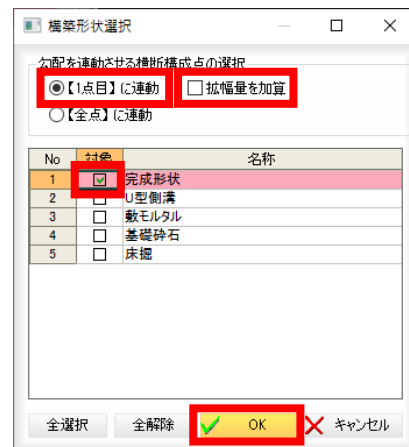 構築形状選択
勾配を連動させる横断構成点の選択
【1点目】に連動 拡幅量を加算
【全点】に連動
No 対象 名称
1 完成形状
2 U型側溝
3 敷モルタル
4 基礎砕石
5 床掘
全選択 全解除 OK キャンセル